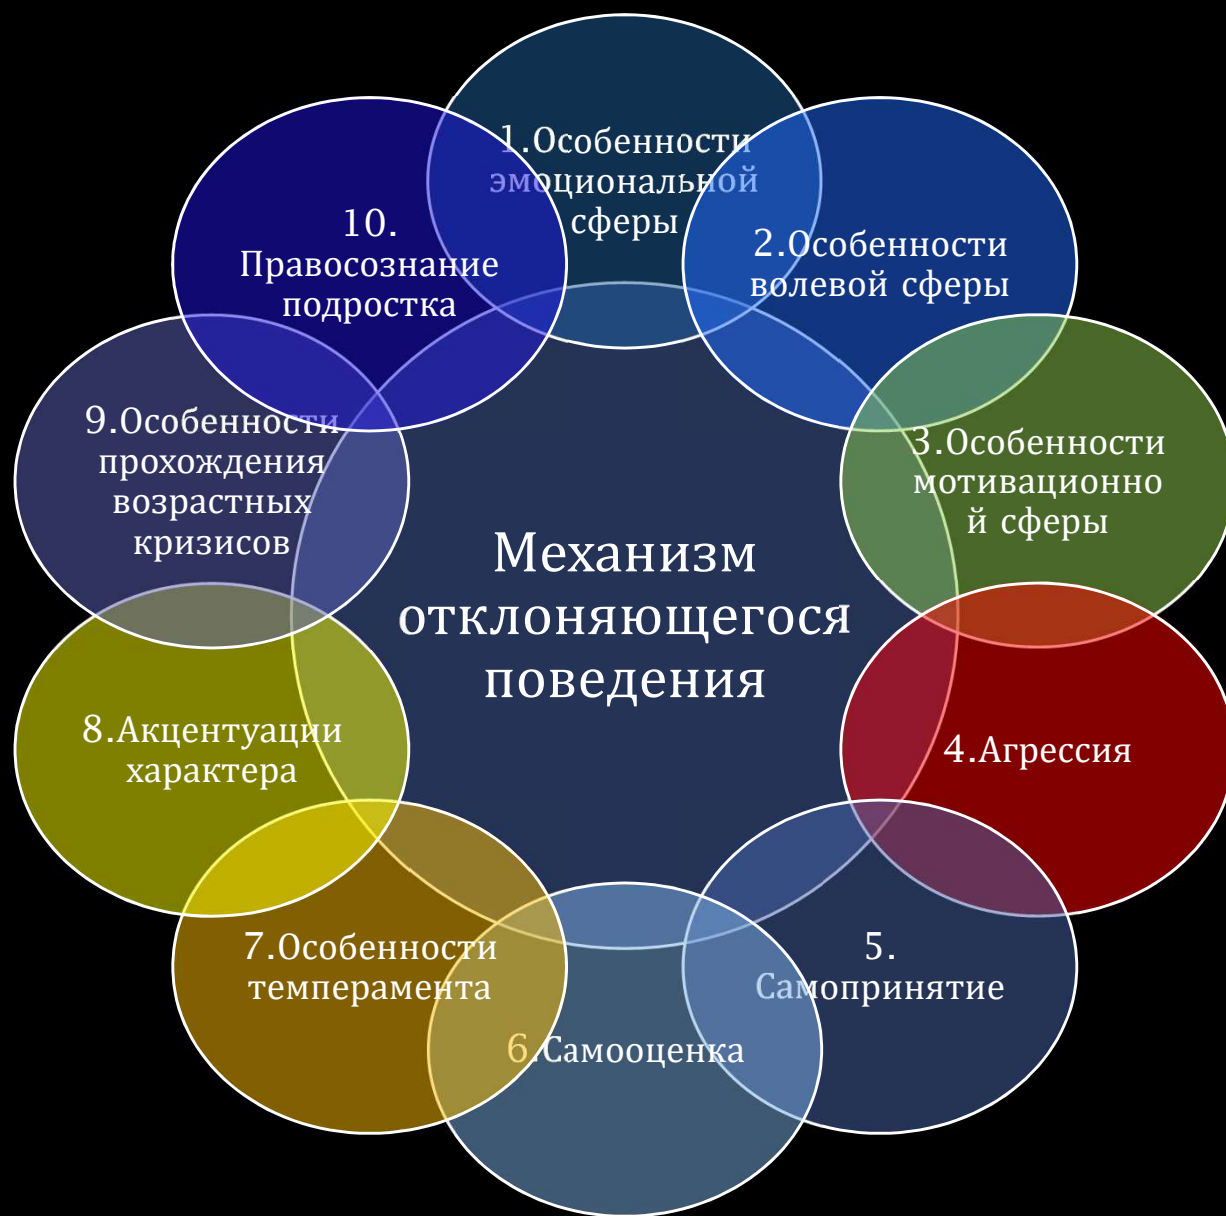 1.Особенности
эмоциональной
сферы
2.Особенности
волевой сферы
3.Особенности
мотивационно
й сферы
4.Агрессия
5.
Самопринятие
6.Самооценка
7.Особенности
темперамента
8.Акцентуации
характера
9.Особенности
прохождения
возрастных
кризисов
10.
Правосознание
подростка
Механизм
отклоняющегося
поведения